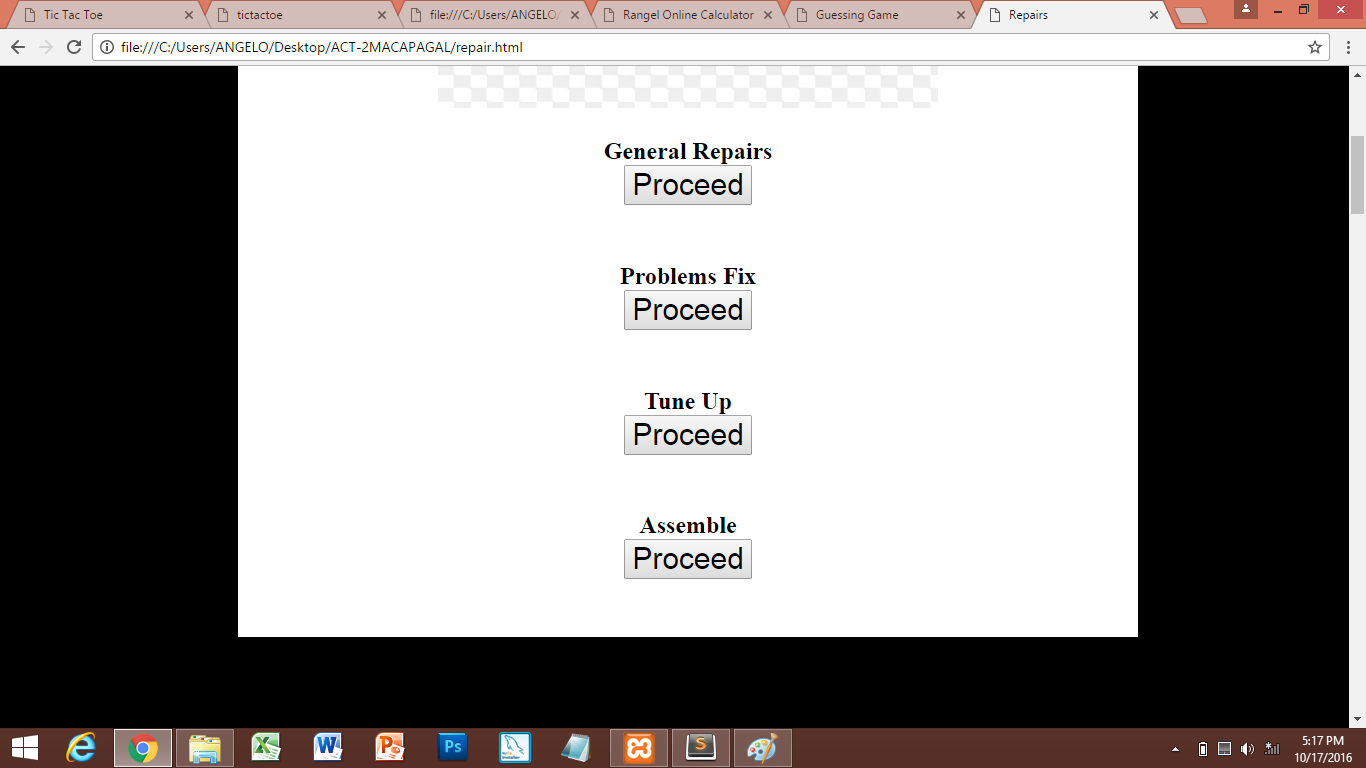 Tic Tac Toe
tictactoe
file:///C:/Users/ANGELO/
Rangel Online Calculator
Guessing Game
Repairs
file:///C:/Users/ANGELO/Desktop/ACT-2MACAPAGAL/repair.html
General Repairs
Proceed
Problems Fix
Proceed
Tune Up
Proceed
Assemble
Proceed
Ps
S
5:17 PM
10/17/2016